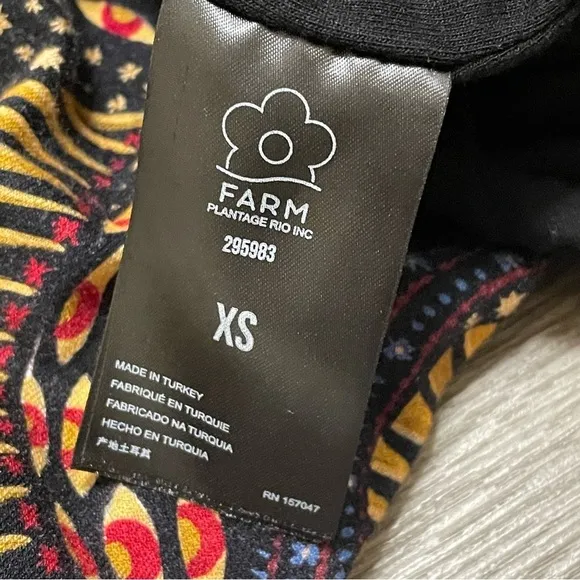 FARM
PLANTAGE RIO INC
295983
XS
MADE IN TURKEY
FABRIQUÉ EN TURQUIE
FABRICADO NA TURQUIA
HECHO EN TURQUIA
产地土耳其
RN 157047